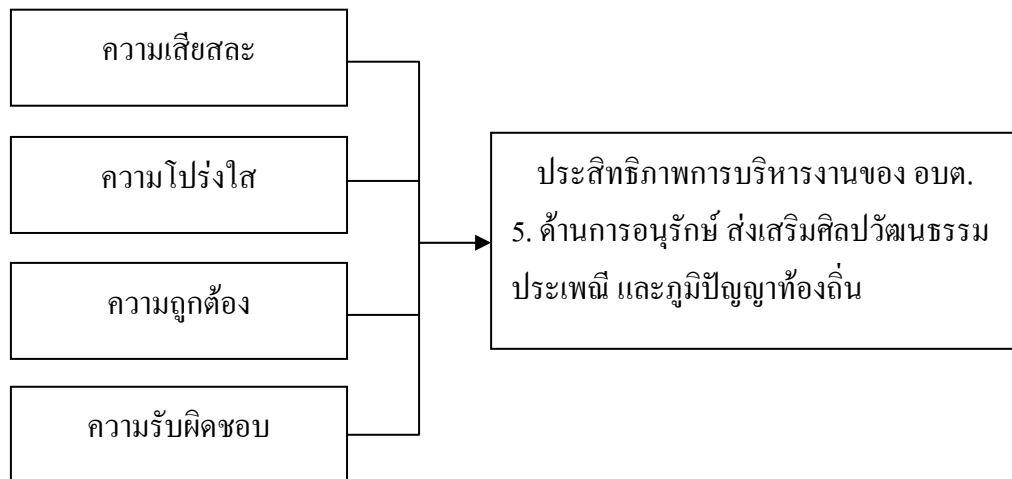 ความเสียสละ
ความโปร่งใส
ความถูกต้อง
ความรับผิดชอบ
ประสิทธิภาพการบริหารงานของ อบต.
5. ด้านการอนุรักษ์ ส่งเสริมศิลปวัฒนธรรม
ประเพณี และภูมิปัญญาท้องถิ่น